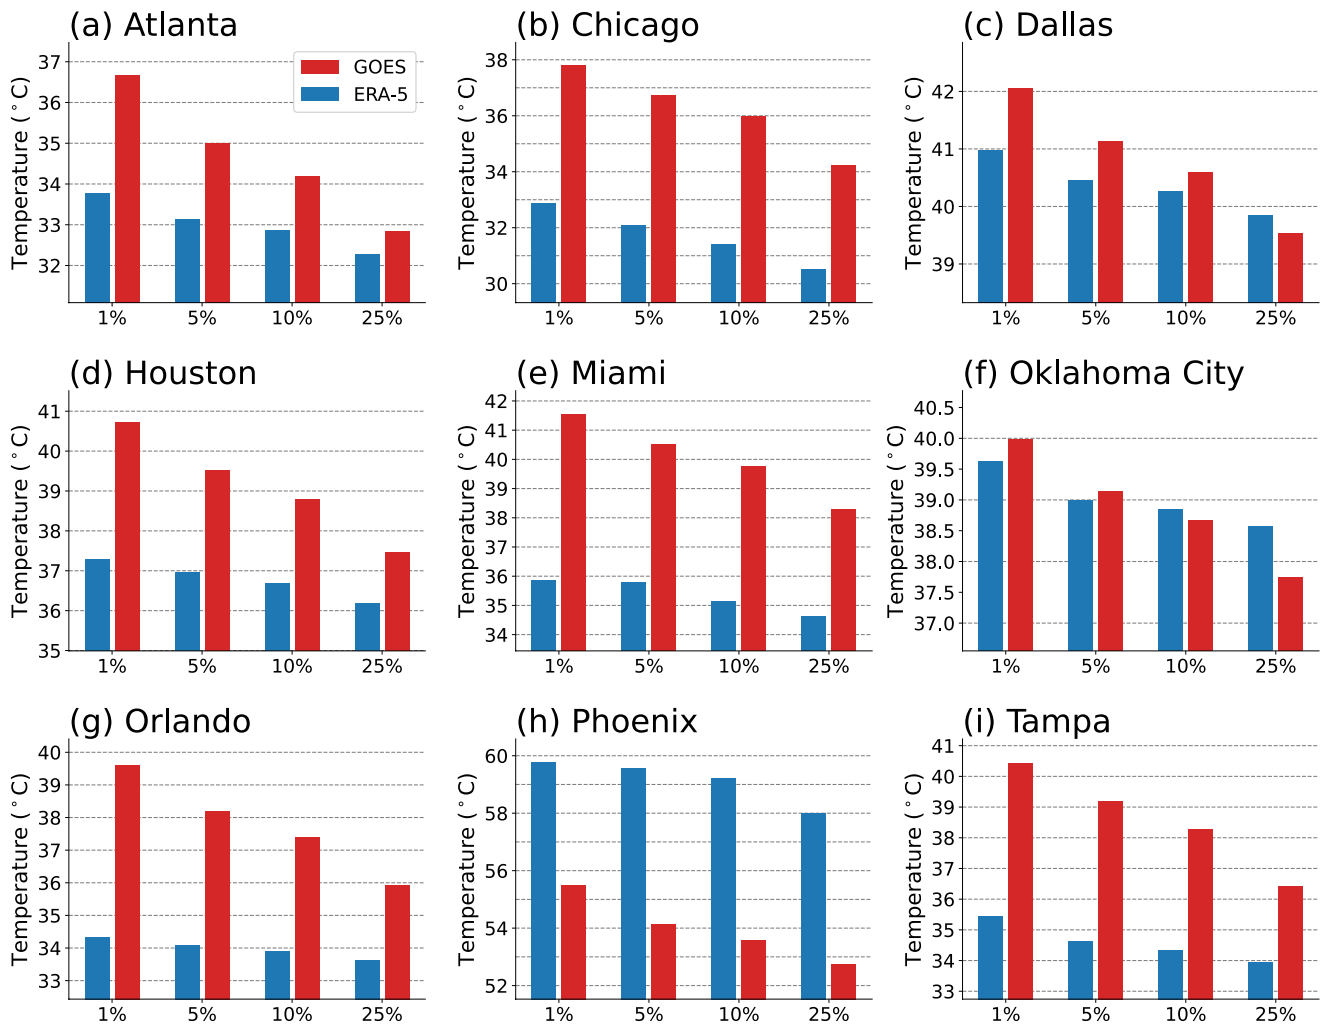 (a) Atlanta
Temperature (°C)
37
36
35
34
33
32
1% 5% 10% 25%
GOES
ERA-5
(b) Chicago
Temperature (°C)
38
36
34
32
30
1% 5% 10% 25%
(c) Dallas
Temperature (°C)
42
41
40
39
1% 5% 10% 25%
(d) Houston
Temperature (°C)
41
40
39
38
37
36
35
1% 5% 10% 25%
(e) Miami
Temperature (°C)
42
41
40
39
38
37
36
35
34
1% 5% 10% 25%
(f) Oklahoma City
Temperature (°C)
40.5
40.0
39.5
39.0
38.5
38.0
37.5
37.0
1% 5% 10% 25%
(g) Orlando
Temperature (°C)
40
39
38
37
36
35
34
33
1% 5% 10% 25%
(h) Phoenix
Temperature (°C)
60
58
56
54
52
1% 5% 10% 25%
(i) Tampa
Temperature (°C)
41
40
39
38
37
36
35
34
33
1% 5% 10% 25%